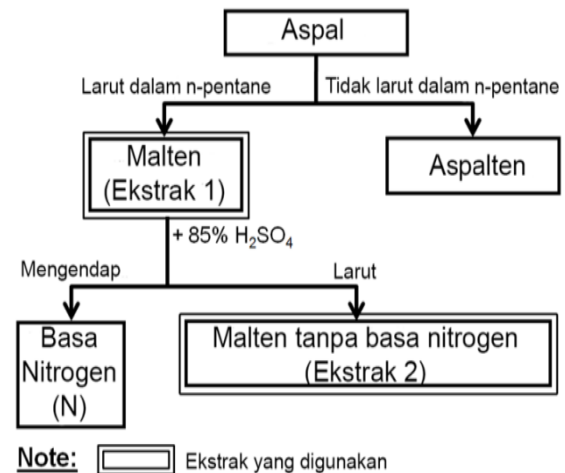 Aspal
Larut dalam n-pentane
Tidak larut dalam n-pentane
Malten
(Ekstrak 1)
Aspalten
+ 85% H₂SO₄
Mengendap
Larut
Basa
Nitrogen
(N)
Malten tanpa basa nitrogen
(Ekstrak 2)
Note:
Ekstrak yang digunakan